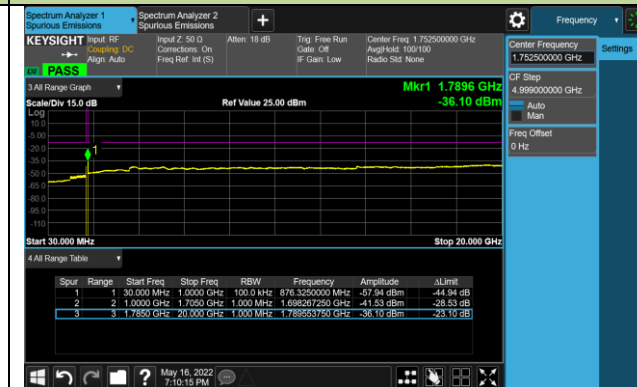 Spectrum Analyzer 1
Spurious Emissions
Spectrum Analyzer 2
Spurious Emissions
+
Frequency
KEYSIGHT
Input: RF
Coupling: DC
Align: Auto
Input Z: 50 Ω
Corrections: On
Freq Ref: Int (S)
Atten: 18 dB
Trig: Free Run
Gate: Off
IF Gain: Low
Center Freq: 1.752500000 GHz
Avg|Hold: 100/100
Radio Std: None
PASS
Center Frequency
1.752500000 GHz
Settings
CF Step
4.999000000 GHz
Auto
Man
Freq Offset
0 Hz
3 All Range Graph
Mkr1 1.7896 GHz
-36.10 dBm
Scale/Div 15.0 dB
Ref Value 25.00 dBm
Log
10.0
-5.00
-20.0
-35.0
-50.0
-65.0
-80.0
-95.0
-110
1
Start 30.000 MHz
Stop 20.000 GHz
4 All Range Table
Spur Range Start Freq Stop Freq RBW Frequency Amplitude ΔLimit
1 1 30.000 MHz 1.0000 GHz 100.0 kHz 876.3250000 MHz -57.94 dBm -44.94 dB
2 2 1.0000 GHz 1.7050 GHz 1.000 MHz 1.698267250 GHz -41.53 dBm -28.53 dB
3 3 1.7850 GHz 20.000 GHz 1.000 MHz 1.789553750 GHz -36.10 dBm -23.10 dB
?
May 16, 2022
7:10:15 PM